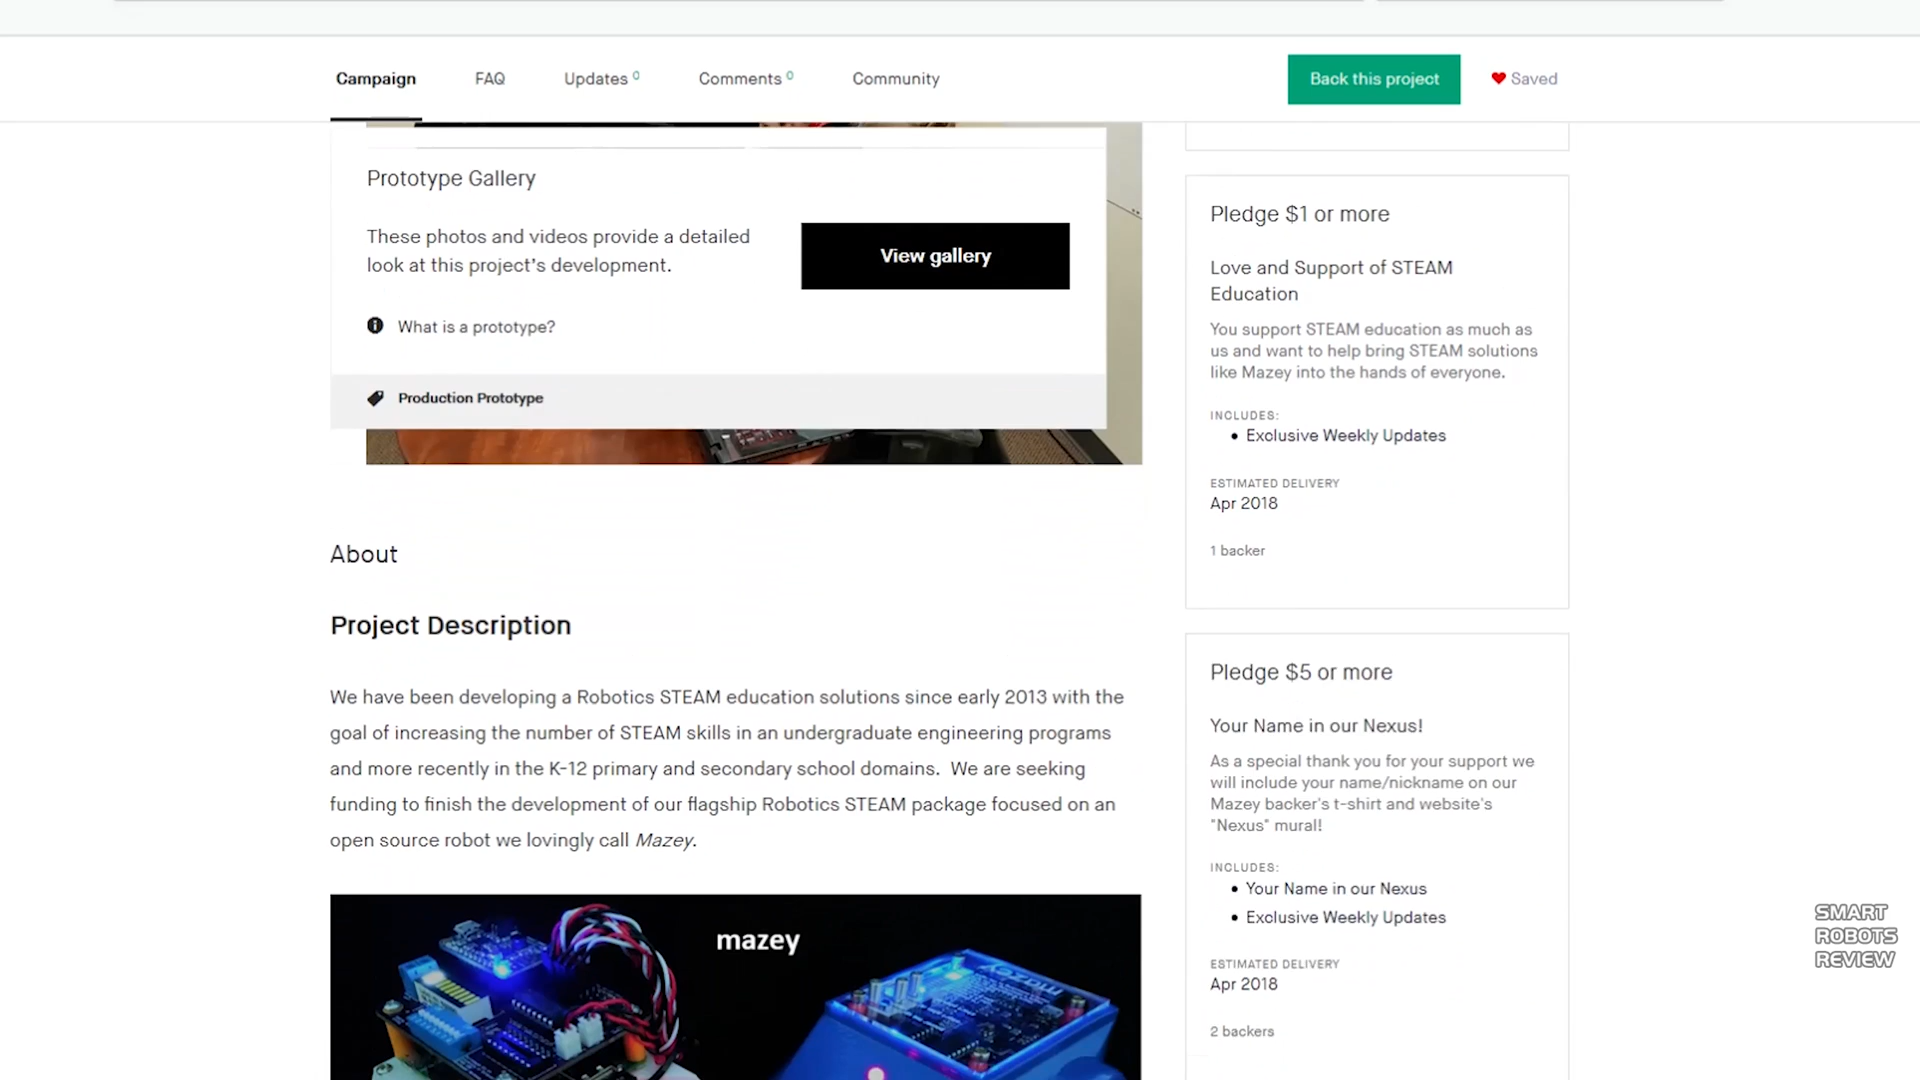 Campaign
FAQ
Updates 0
Comments 0
Community
Back this project
Saved
Prototype Gallery
These photos and videos provide a detailed
look at this project's development.
View gallery
What is a prototype?
Production Prototype
About
Project Description
We have been developing a Robotics STEAM education solutions since early 2013 with the
goal of increasing the number of STEAM skills in an undergraduate engineering programs
and more recently in the K-12 primary and secondary school domains.  We are seeking
funding to finish the development of our flagship Robotics STEAM package focused on an
open source robot we lovingly call Mazey.
mazey
Pledge $1 or more
Love and Support of STEAM
Education
You support STEAM education as much as
us and want to help bring STEAM solutions
like Mazey into the hands of everyone.
INCLUDES:
• Exclusive Weekly Updates
ESTIMATED DELIVERY
Apr 2018
1 backer
Pledge $5 or more
Your Name in our Nexus!
As a special thank you for your support we
will include your name/nickname on our
Mazey backer's t-shirt and website's
"Nexus" mural!
INCLUDES:
• Your Name in our Nexus
• Exclusive Weekly Updates
ESTIMATED DELIVERY
Apr 2018
2 backers
SMART
ROBOTS
REVIEW